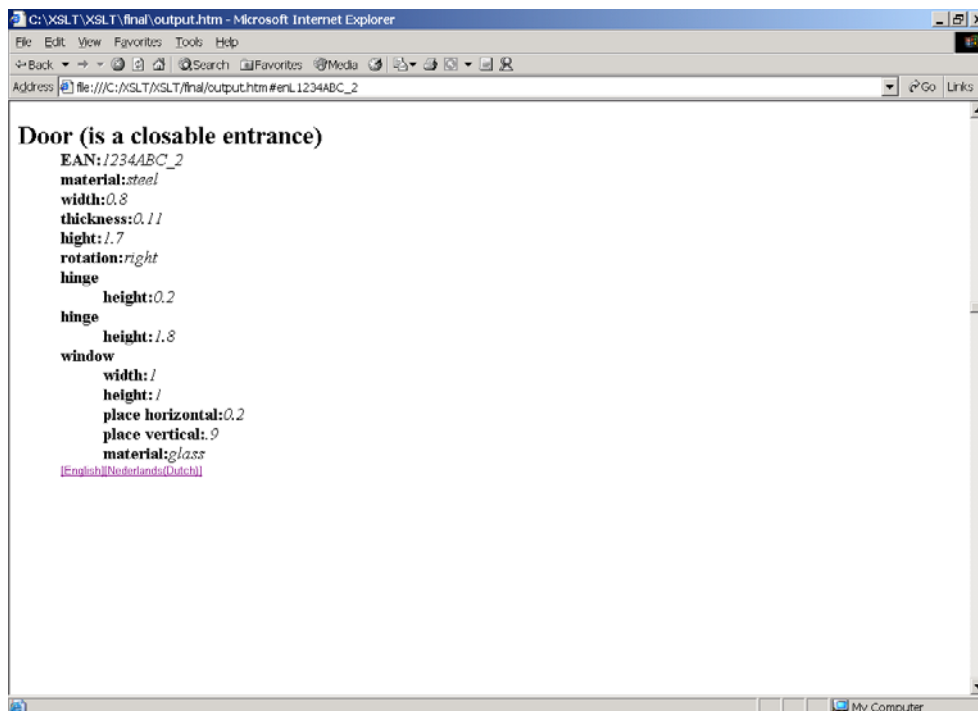 C:\XSLT\XSLT\final\output.htm - Microsoft Internet Explorer
File Edit View Favorites Tools Help
Back Search Favorites Media
Address file:///C:/XSLT/XSLT/final/output.htm#enL1234ABC_2 Go Links
Door (is a closable entrance)
EAN:1234ABC_2
material:steel
width:0.8
thickness:0.11
hight:1.7
rotation:right
hinge
height:0.2
hinge
height:1.8
window
width:1
height:1
place horizontal:0.2
place vertical:.9
material:glass
[English][Nederlands(Dutch)]
My Computer